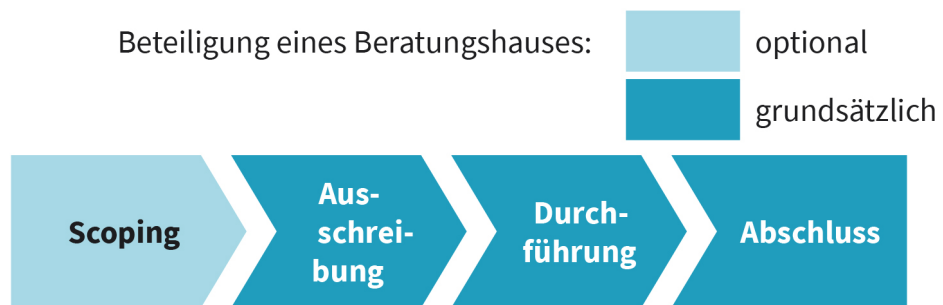 Beteiligung eines Beratungshauses:
optional
grundsätzlich
Scoping
Aus-
schrei-
bung
Durch-
führung
Abschluss